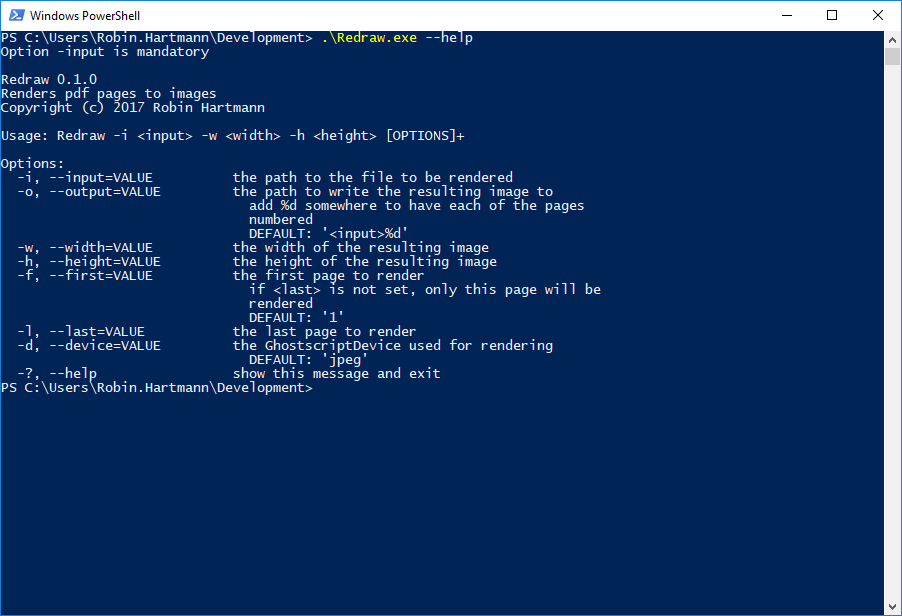 Windows PowerShell
PS C:\Users\Robin.Hartmann\Development> .\Redraw.exe --help
Option -input is mandatory
Redraw 0.1.0
Renders pdf pages to images
Copyright (c) 2017 Robin Hartmann
Usage: Redraw -i <input> -w <width> -h <height> [OPTIONS]+
Options:
  -i, --input=VALUE          the path to the file to be rendered
  -o, --output=VALUE         the path to write the resulting image to
                               add %d somewhere to have each of the pages
                               numbered
                               DEFAULT: '<input>%d'
  -w, --width=VALUE          the width of the resulting image
  -h, --height=VALUE         the height of the resulting image
  -f, --first=VALUE          the first page to render
                               if <last> is not set, only this page will be
                               rendered
                               DEFAULT: '1'
  -l, --last=VALUE           the last page to render
  -d, --device=VALUE         the GhostscriptDevice used for rendering
                               DEFAULT: 'jpeg'
  -?, --help                 show this message and exit
PS C:\Users\Robin.Hartmann\Development>